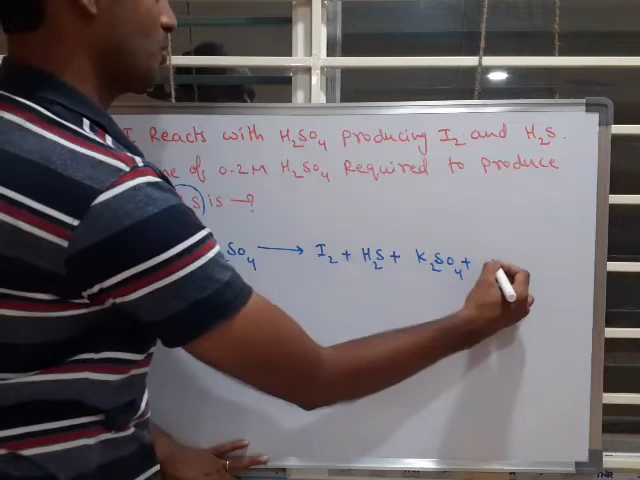 I Reacts with H₂SO₄ producing I₂ and H₂S.
of 0.2M H₂SO₄ Required to produce
S) is → ?
SO₄ → I₂ + H₂S + K₂SO₄ +